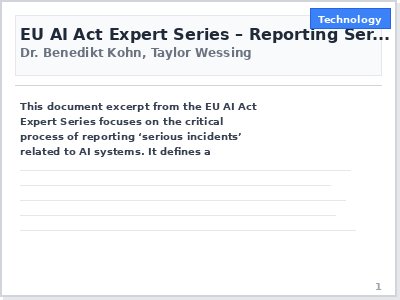 Technology
EU AI Act Expert Series – Reporting Ser...
Dr. Benedikt Kohn, Taylor Wessing
This document excerpt from the EU AI Act
Expert Series focuses on the critical
process of reporting ‘serious incidents’
related to AI systems. It defines a
1